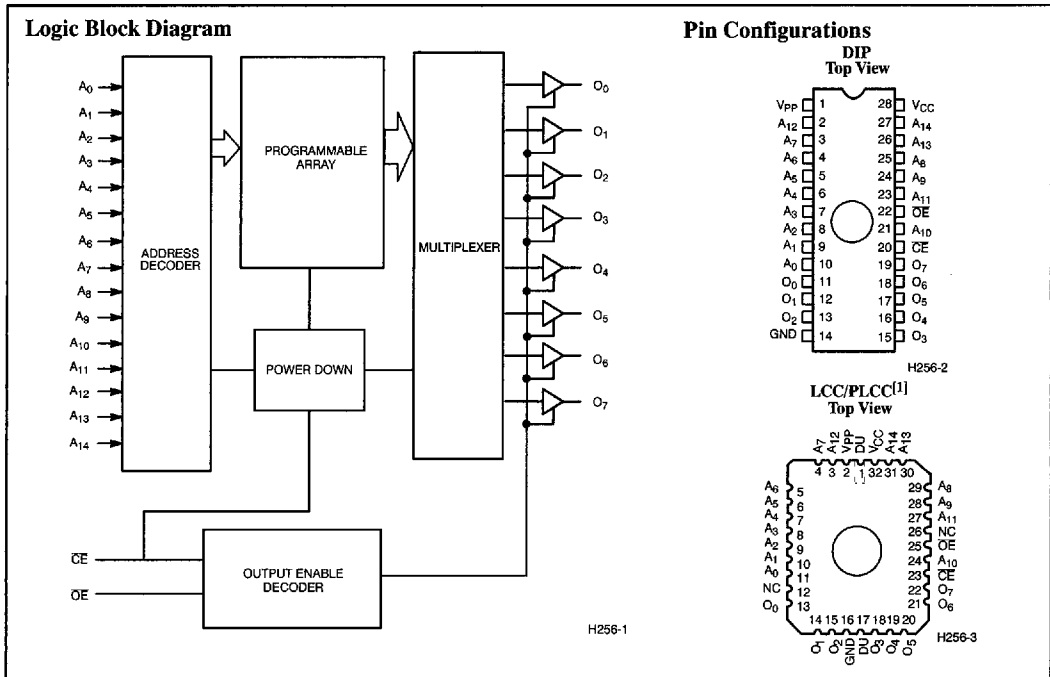 Logic Block Diagram
A0
A1
A2
A3
A4
A5
A6
A7
A8
A9
A10
A11
A12
A13
A14
ADDRESS
DECODER
PROGRAMMABLE
ARRAY
MULTIPLEXER
POWER DOWN
O0
O1
O2
O3
O4
O5
O6
O7
CE
OE
OUTPUT ENABLE
DECODER
H256-1
Pin Configurations
DIP
Top View
VPP 1 28 VCC
A12 2 27 A14
A7 3 26 A13
A6 4 25 A8
A5 5 24 A9
A4 6 23 A11
A3 7 22 OE
A2 8 21 A10
A1 9 20 CE
A0 10 19 O7
O0 11 18 O6
O1 12 17 O5
O2 13 16 O4
GND 14 15 O3
H256-2
LCC/PLCC[1]
Top View
A7 A12 VPP DU VCC A14 A13
4 3 2 1 32 31 30
A6 5 29 A8
A5 6 28 A9
A4 7 27 A11
A3 8 26 NC
A2 9 25 OE
A1 10 24 A10
A0 11 23 CE
NC 12 22 O7
O0 13 21 O6
14 15 16 17 18 19 20
O1 O2 GND DU O3 O4 O5
H256-3